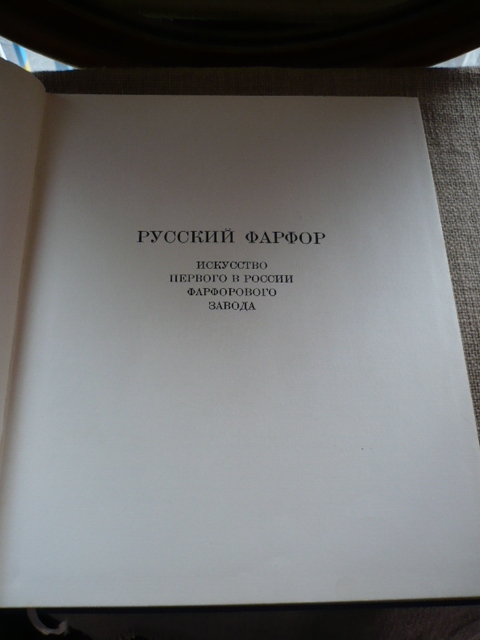 РУССКИЙ ФАРФОР
ИСКУССТВО
ПЕРВОГО В РОССИИ
ФАРФОРОВОГО
ЗАВОДА